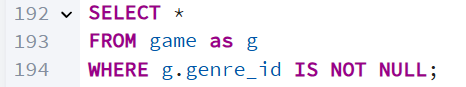 192 SELECT *
193 FROM game as g
194 WHERE g.genre_id IS NOT NULL;